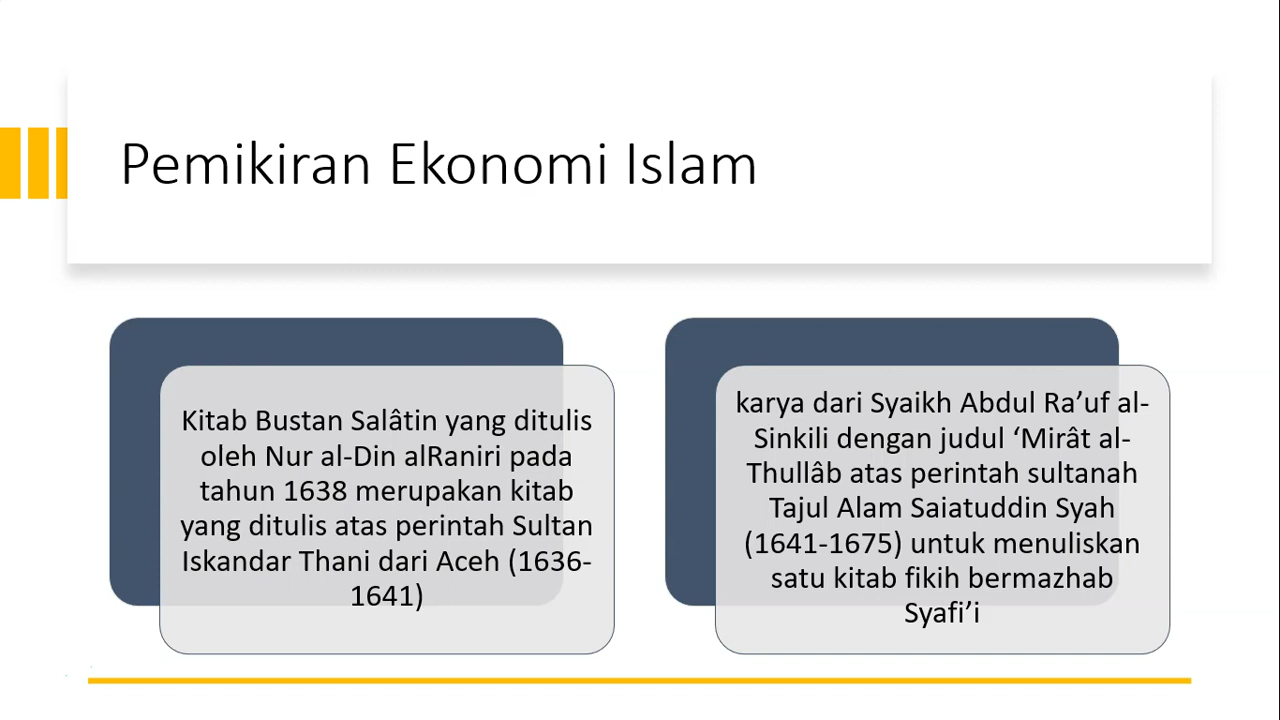 Pemikiran Ekonomi Islam
Kitab Bustan Salâtin yang ditulis
oleh Nur al-Din alRaniri pada
tahun 1638 merupakan kitab
yang ditulis atas perintah Sultan
Iskandar Thani dari Aceh (1636-
1641)
karya dari Syaikh Abdul Ra’uf al-
Sinkili dengan judul ‘Mirât al-
Thullâb atas perintah sultanah
Tajul Alam Saiatuddin Syah
(1641-1675) untuk menuliskan
satu kitab fikih bermazhab
Syafi’i